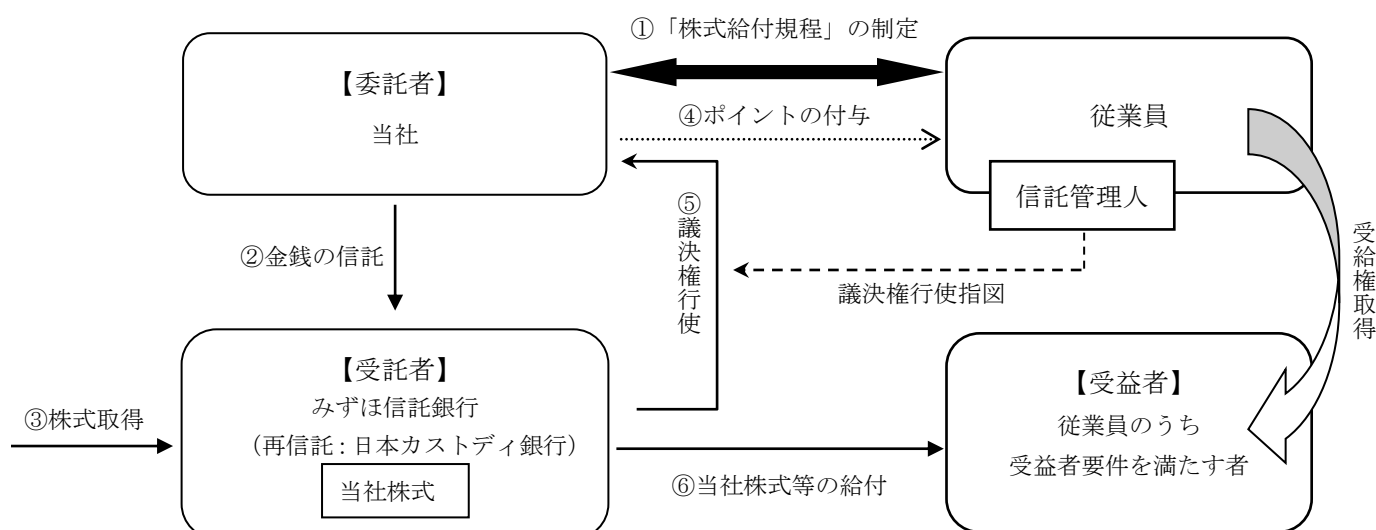 ①「株式給付規程」の制定
【委託者】
当社
④ポイントの付与
従業員
信託管理人
②金銭の信託
⑤議決権行使
議決権行使指図
受給権取得
【受託者】
みずほ信託銀行
(再信託:日本カストディ銀行)
当社株式
③株式取得
⑥当社株式等の給付
【受益者】
従業員のうち
受益者要件を満たす者